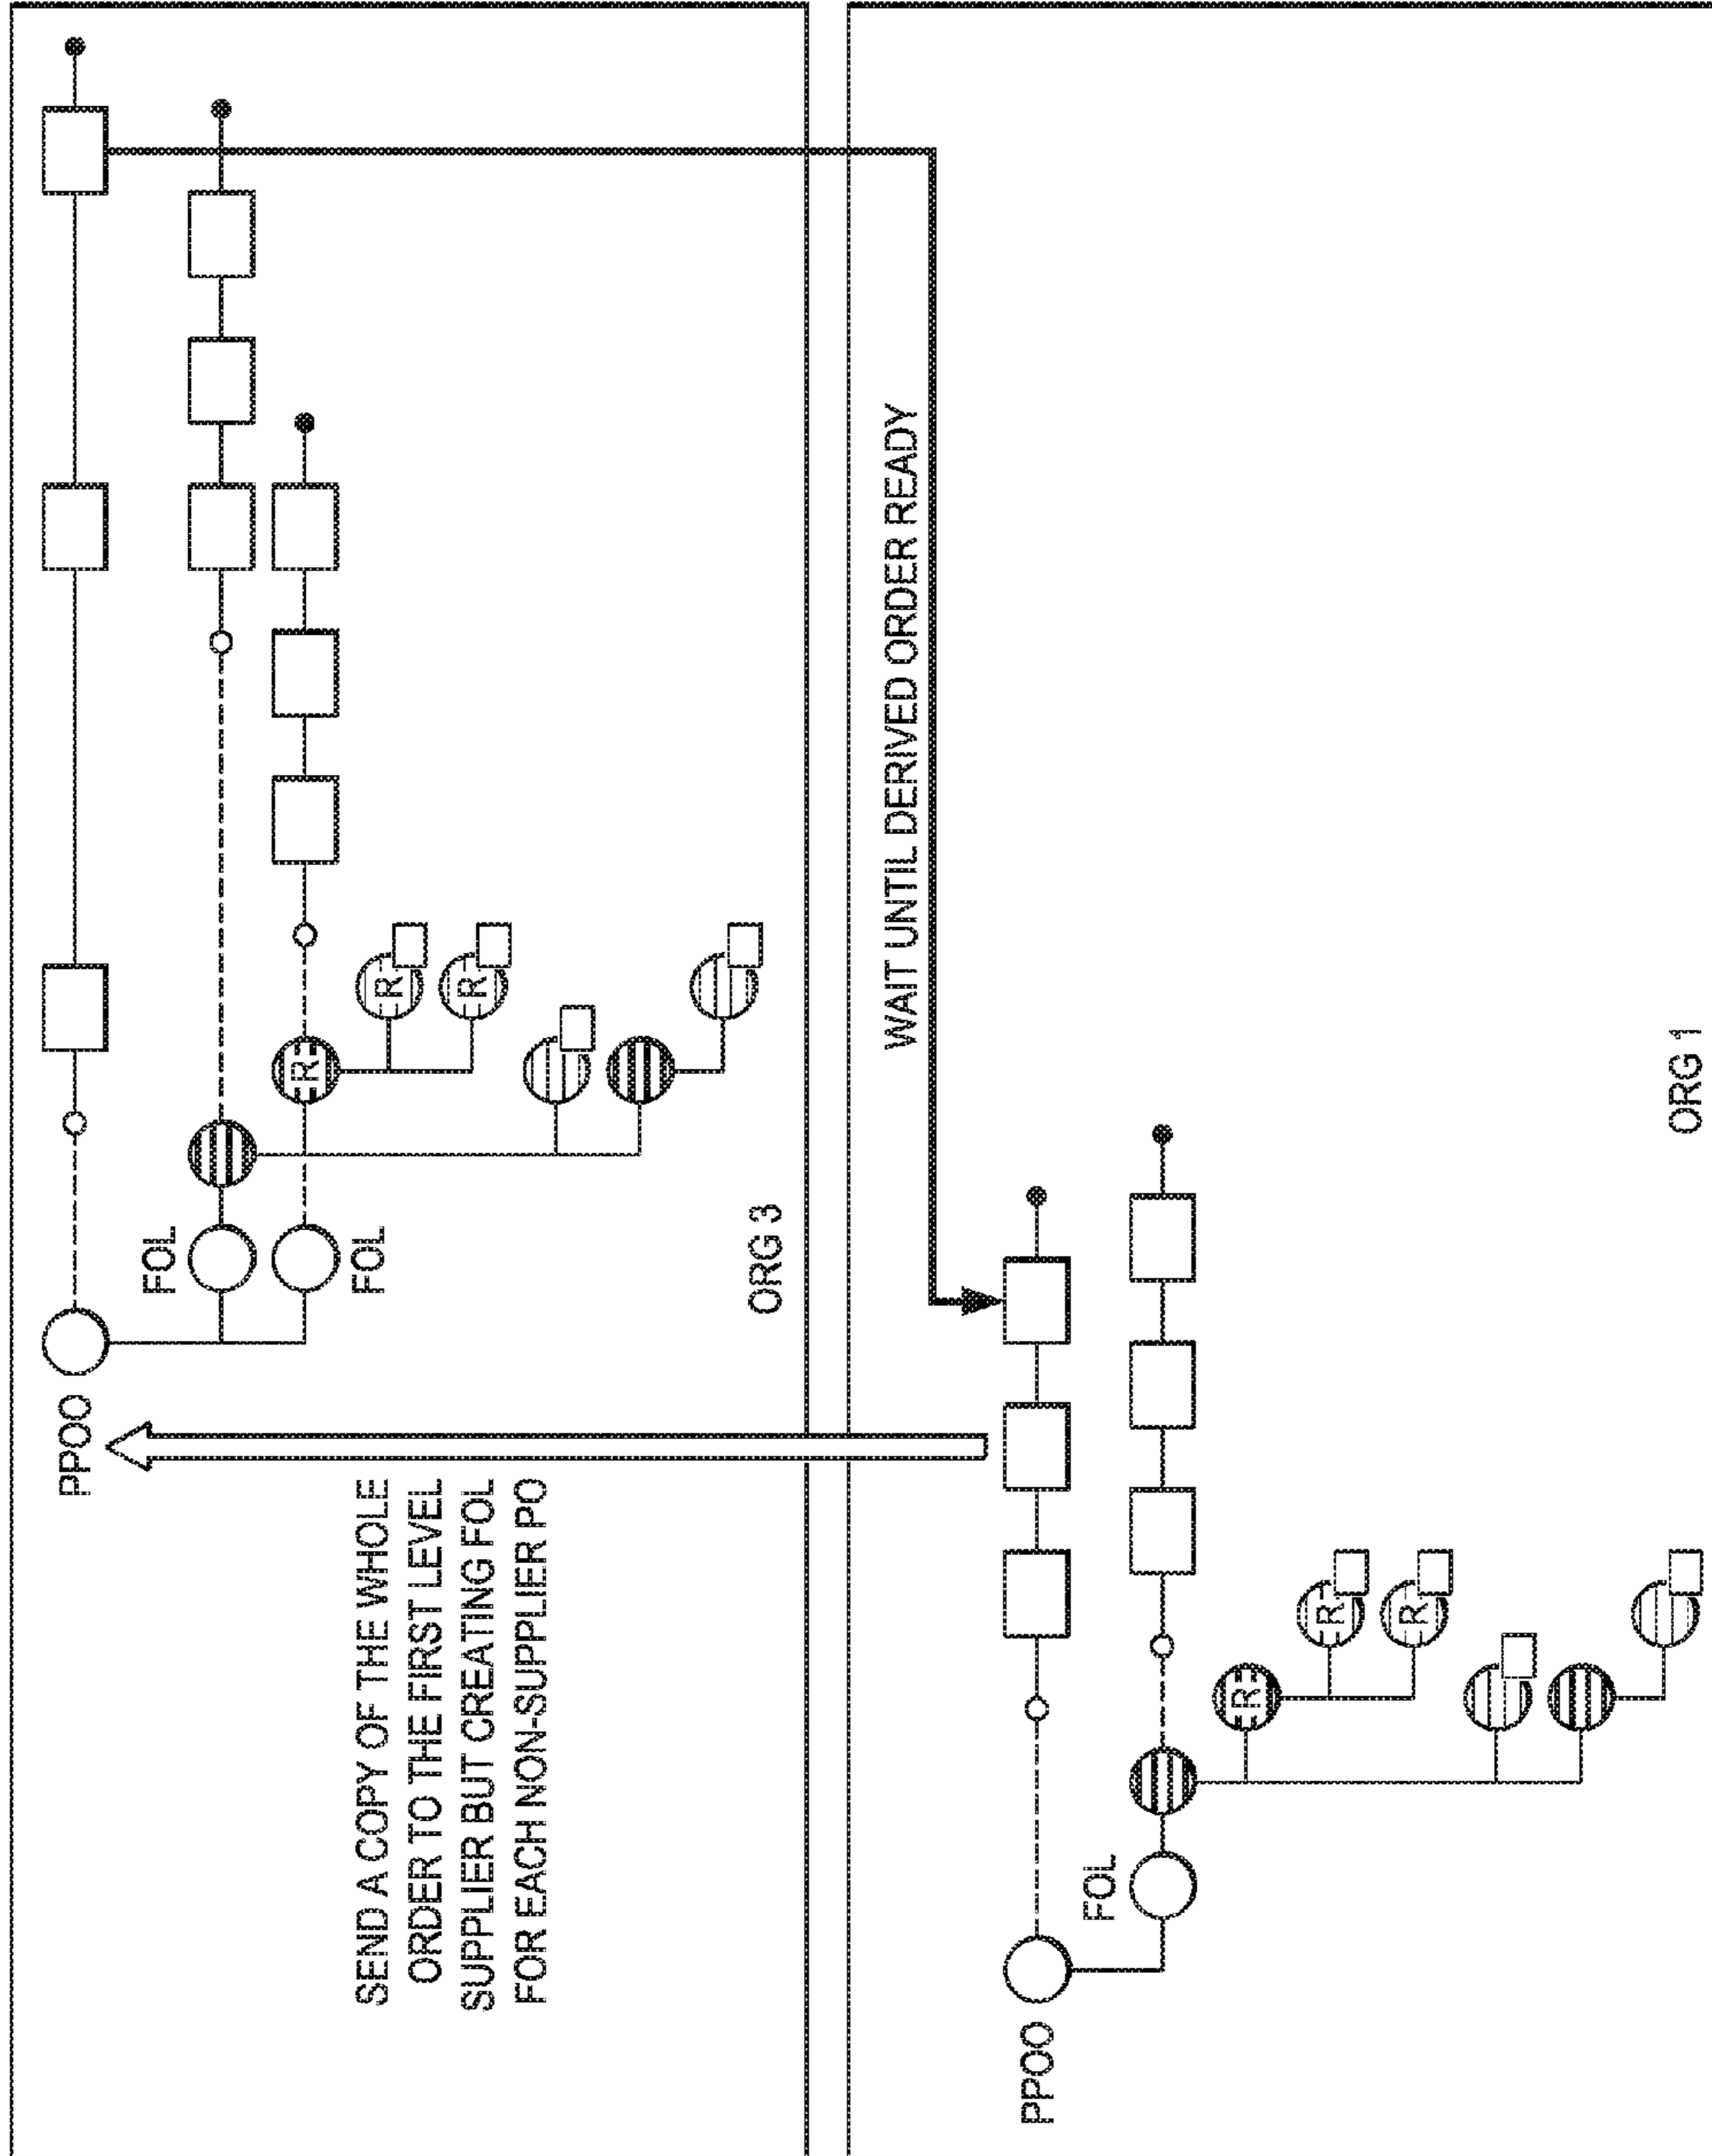 PPOO
FOL
R
FOL
R
R
SEND A COPY OF THE WHOLE
ORDER TO THE FIRST LEVEL
SUPPLIER BUT CREATING FOL
FOR EACH NON-SUPPLIER PO
ORG 3
WAIT UNTIL DERIVED ORDER READY
PPOO
FOL
R
R
R
ORG 1